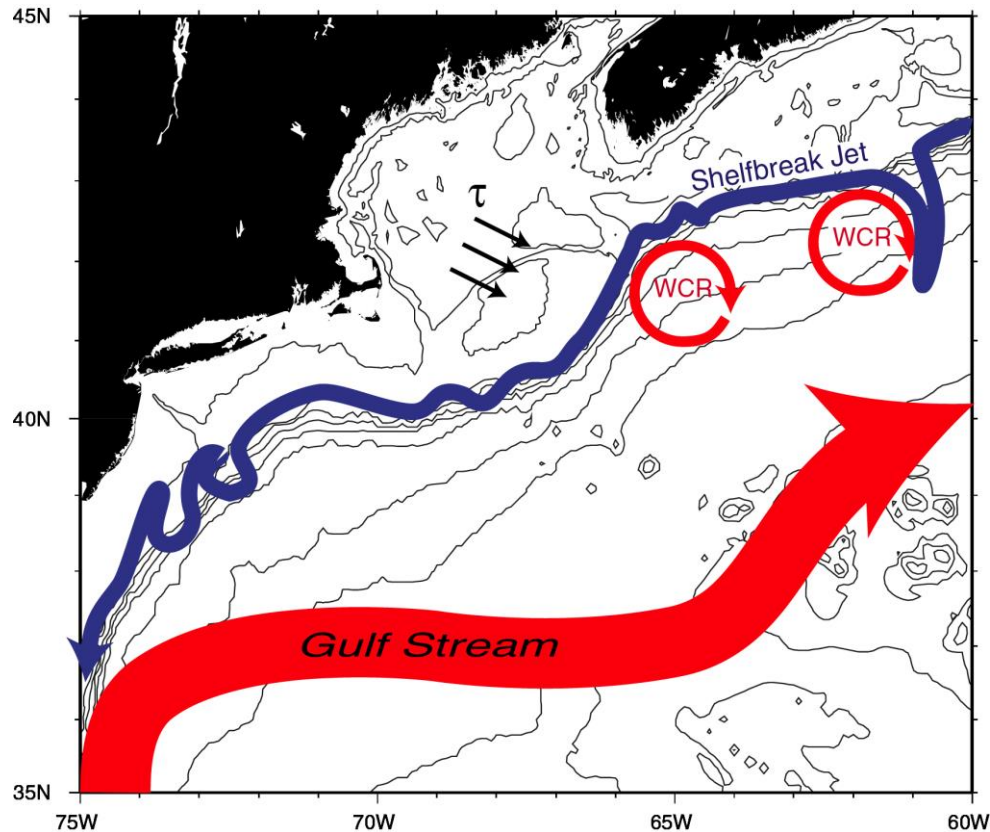 45N
Shelfbreak Jet
τ
WCR
WCR
40N
Gulf Stream
35N
75W
70W
65W
60W